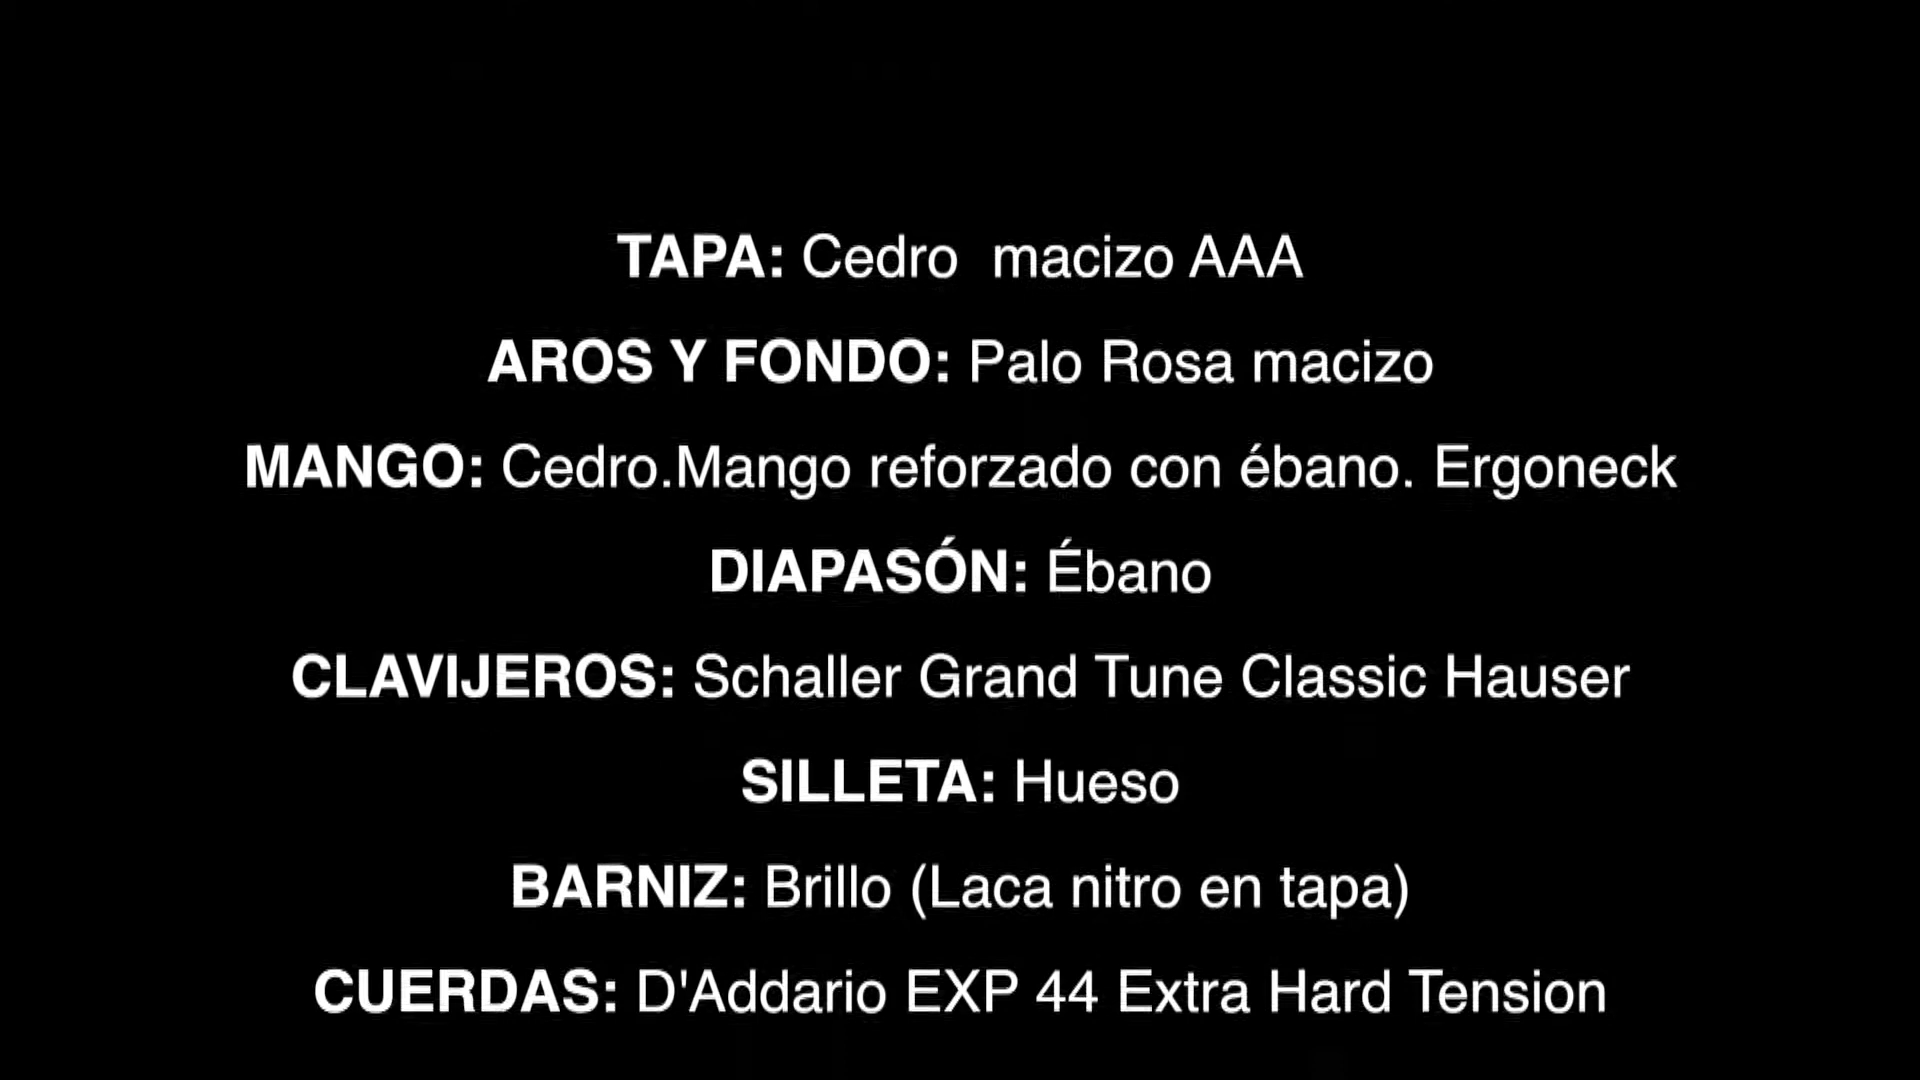 TAPA: Cedro  macizo AAA
AROS Y FONDO: Palo Rosa macizo
MANGO: Cedro.Mango reforzado con ébano. Ergoneck
DIAPASÓN: Ébano
CLAVIJEROS: Schaller Grand Tune Classic Hauser
SILLETA: Hueso
BARNIZ: Brillo (Laca nitro en tapa)
CUERDAS: D'Addario EXP 44 Extra Hard Tension